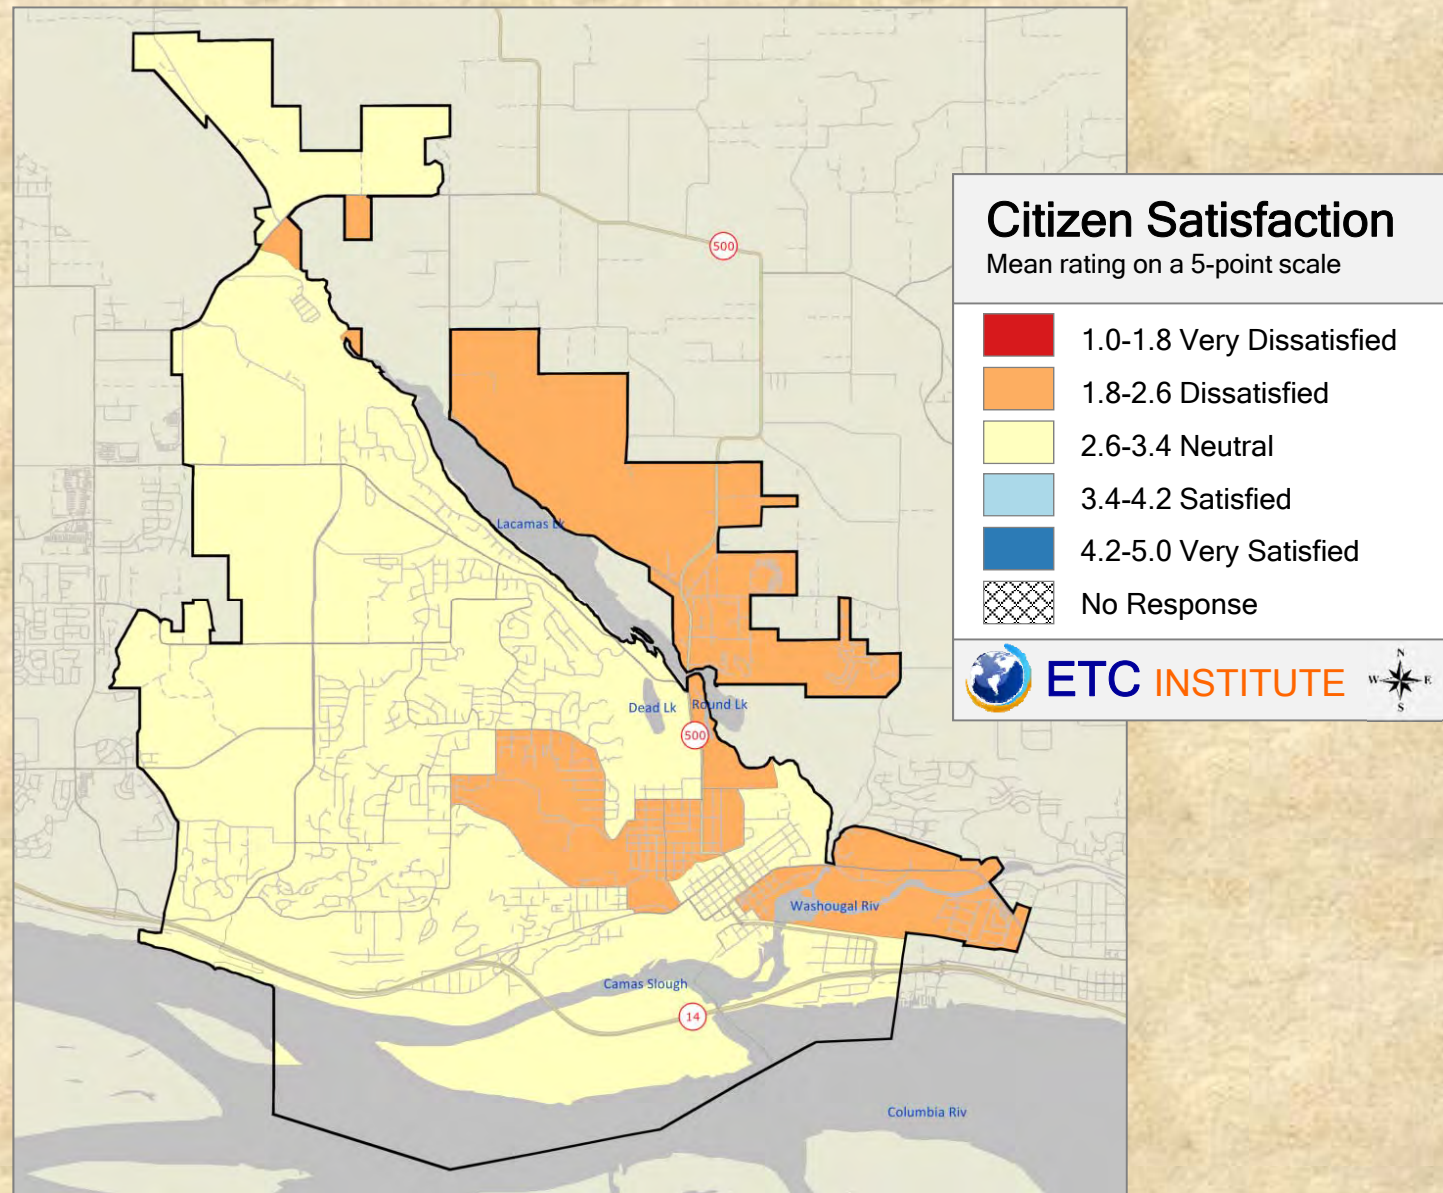 Citizen Satisfaction
Mean rating on a 5-point scale
1.0-1.8 Very Dissatisfied
1.8-2.6 Dissatisfied
2.6-3.4 Neutral
3.4-4.2 Satisfied
4.2-5.0 Very Satisfied
No Response
ETC INSTITUTE
N
W E
S
500
Lacamas Lk
Dead Lk
Round Lk
500
Washougal Riv
Camas Slough
14
Columbia Riv